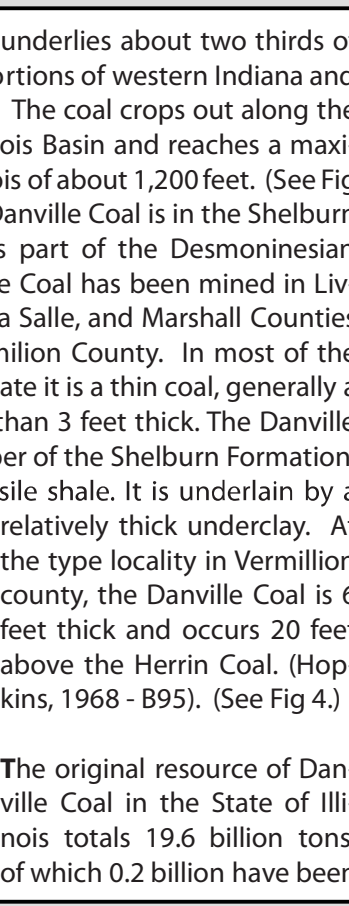 underlies about two thirds of
ortions of western Indiana and
The coal crops out along the
ois Basin and reaches a maxi-
ois of about 1,200 feet. (See Fig
Danville Coal is in the Shelburn
s part of the Desmoninesian
e Coal has been mined in Liv
a Salle, and Marshall Counties
milion County. In most of the
ate it is a thin coal, generally a
than 3 feet thick. The Danville
ber of the Shelburn Formation
sile shale. It is underlain by a
relatively thick underclay. At
the type locality in Vermillion
county, the Danville Coal is 6
feet thick and occurs 20 feet
above the Herrin Coal. (Hop-
kins, 1968 - B95). (See Fig 4.)
The original resource of Dan-
ville Coal in the State of Illi-
nois totals 19.6 billion tons
of which 0.2 billion have been